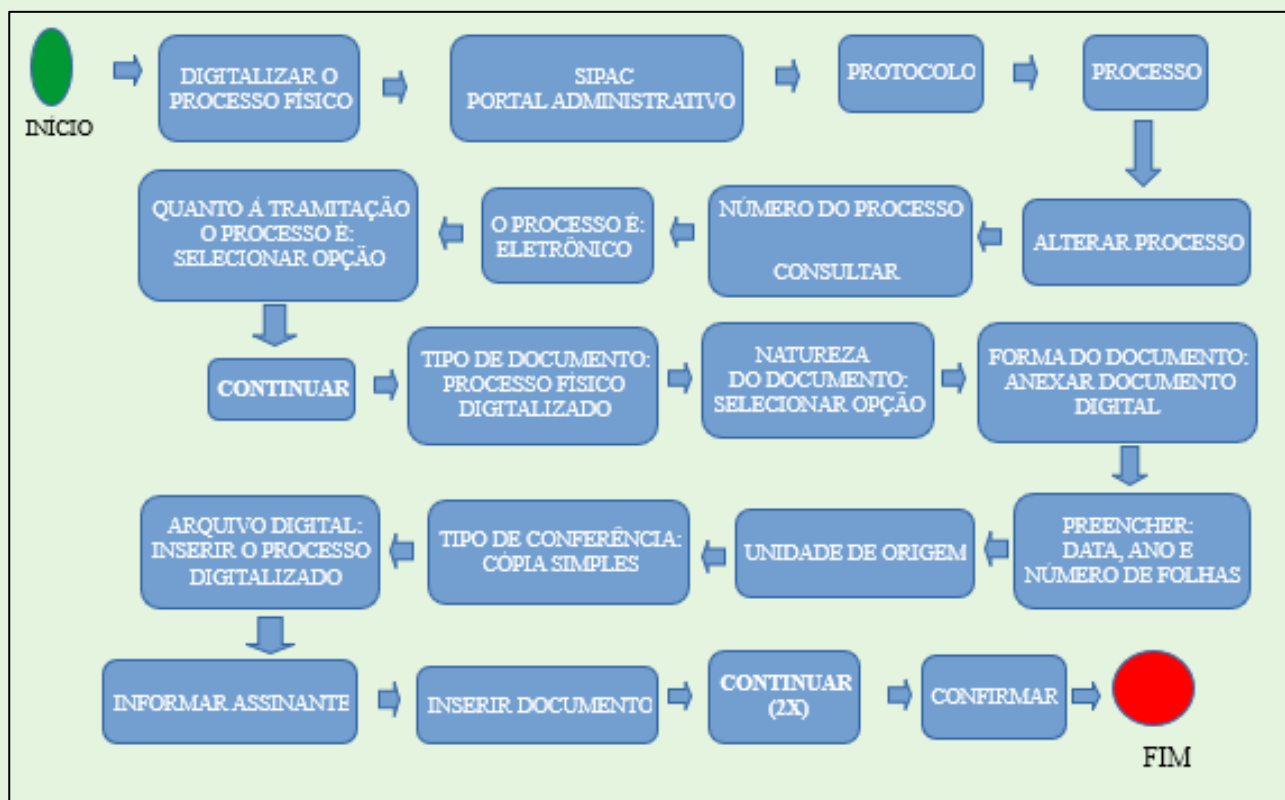 INÍCIO
DIGITALIZAR O
PROCESSO FÍSICO
SIPAC
PORTAL ADMINISTRATIVO
PROTOCOLO
PROCESSO
ALTERAR PROCESSO
NÚMERO DO PROCESSO
CONSULTAR
O PROCESSO É:
ELETRÔNICO
QUANTO À TRAMITAÇÃO
O PROCESSO É:
SELECIONAR OPÇÃO
CONTINUAR
TIPO DE DOCUMENTO:
PROCESSO FÍSICO
DIGITALIZADO
NATUREZA
DO DOCUMENTO:
SELECIONAR OPÇÃO
FORMA DO DOCUMENTO:
ANEXAR DOCUMENTO
DIGITAL
PREENCHER:
DATA, ANO E
NÚMERO DE FOLHAS
UNIDADE DE ORIGEM
TIPO DE CONFERÊNCIA:
CÓPIA SIMPLES
ARQUIVO DIGITAL:
INSERIR O PROCESSO
DIGITALIZADO
INFORMAR ASSINANTE
INSERIR DOCUMENTO
CONTINUAR
(2X)
CONFIRMAR
FIM